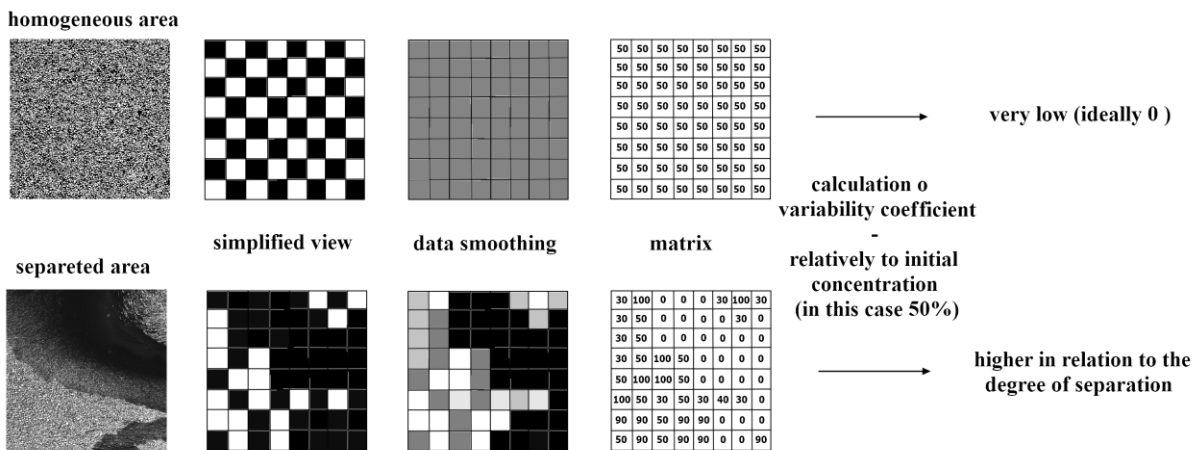 homogeneous area
50 50 50 50 50 50 50 50
50 50 50 50 50 50 50 50
50 50 50 50 50 50 50 50
50 50 50 50 50 50 50 50
50 50 50 50 50 50 50 50
50 50 50 50 50 50 50 50
50 50 50 50 50 50 50 50
50 50 50 50 50 50 50 50
very low (ideally 0 )
calculation o
variability coefficient
-
relatively to initial
concentration
(in this case 50%)
simplified view
data smoothing
matrix
separeted area
30 100 0 0 0 30 100 30
30 50 0 0 0 0 30 0
30 50 0 0 0 0 0 0
30 50 100 50 0 0 0 0
50 100 100 50 0 0 0 0
100 50 30 50 30 40 30 0
90 90 50 90 90 0 0 0
50 90 50 90 90 0 0 90
higher in relation to the
degree of separation